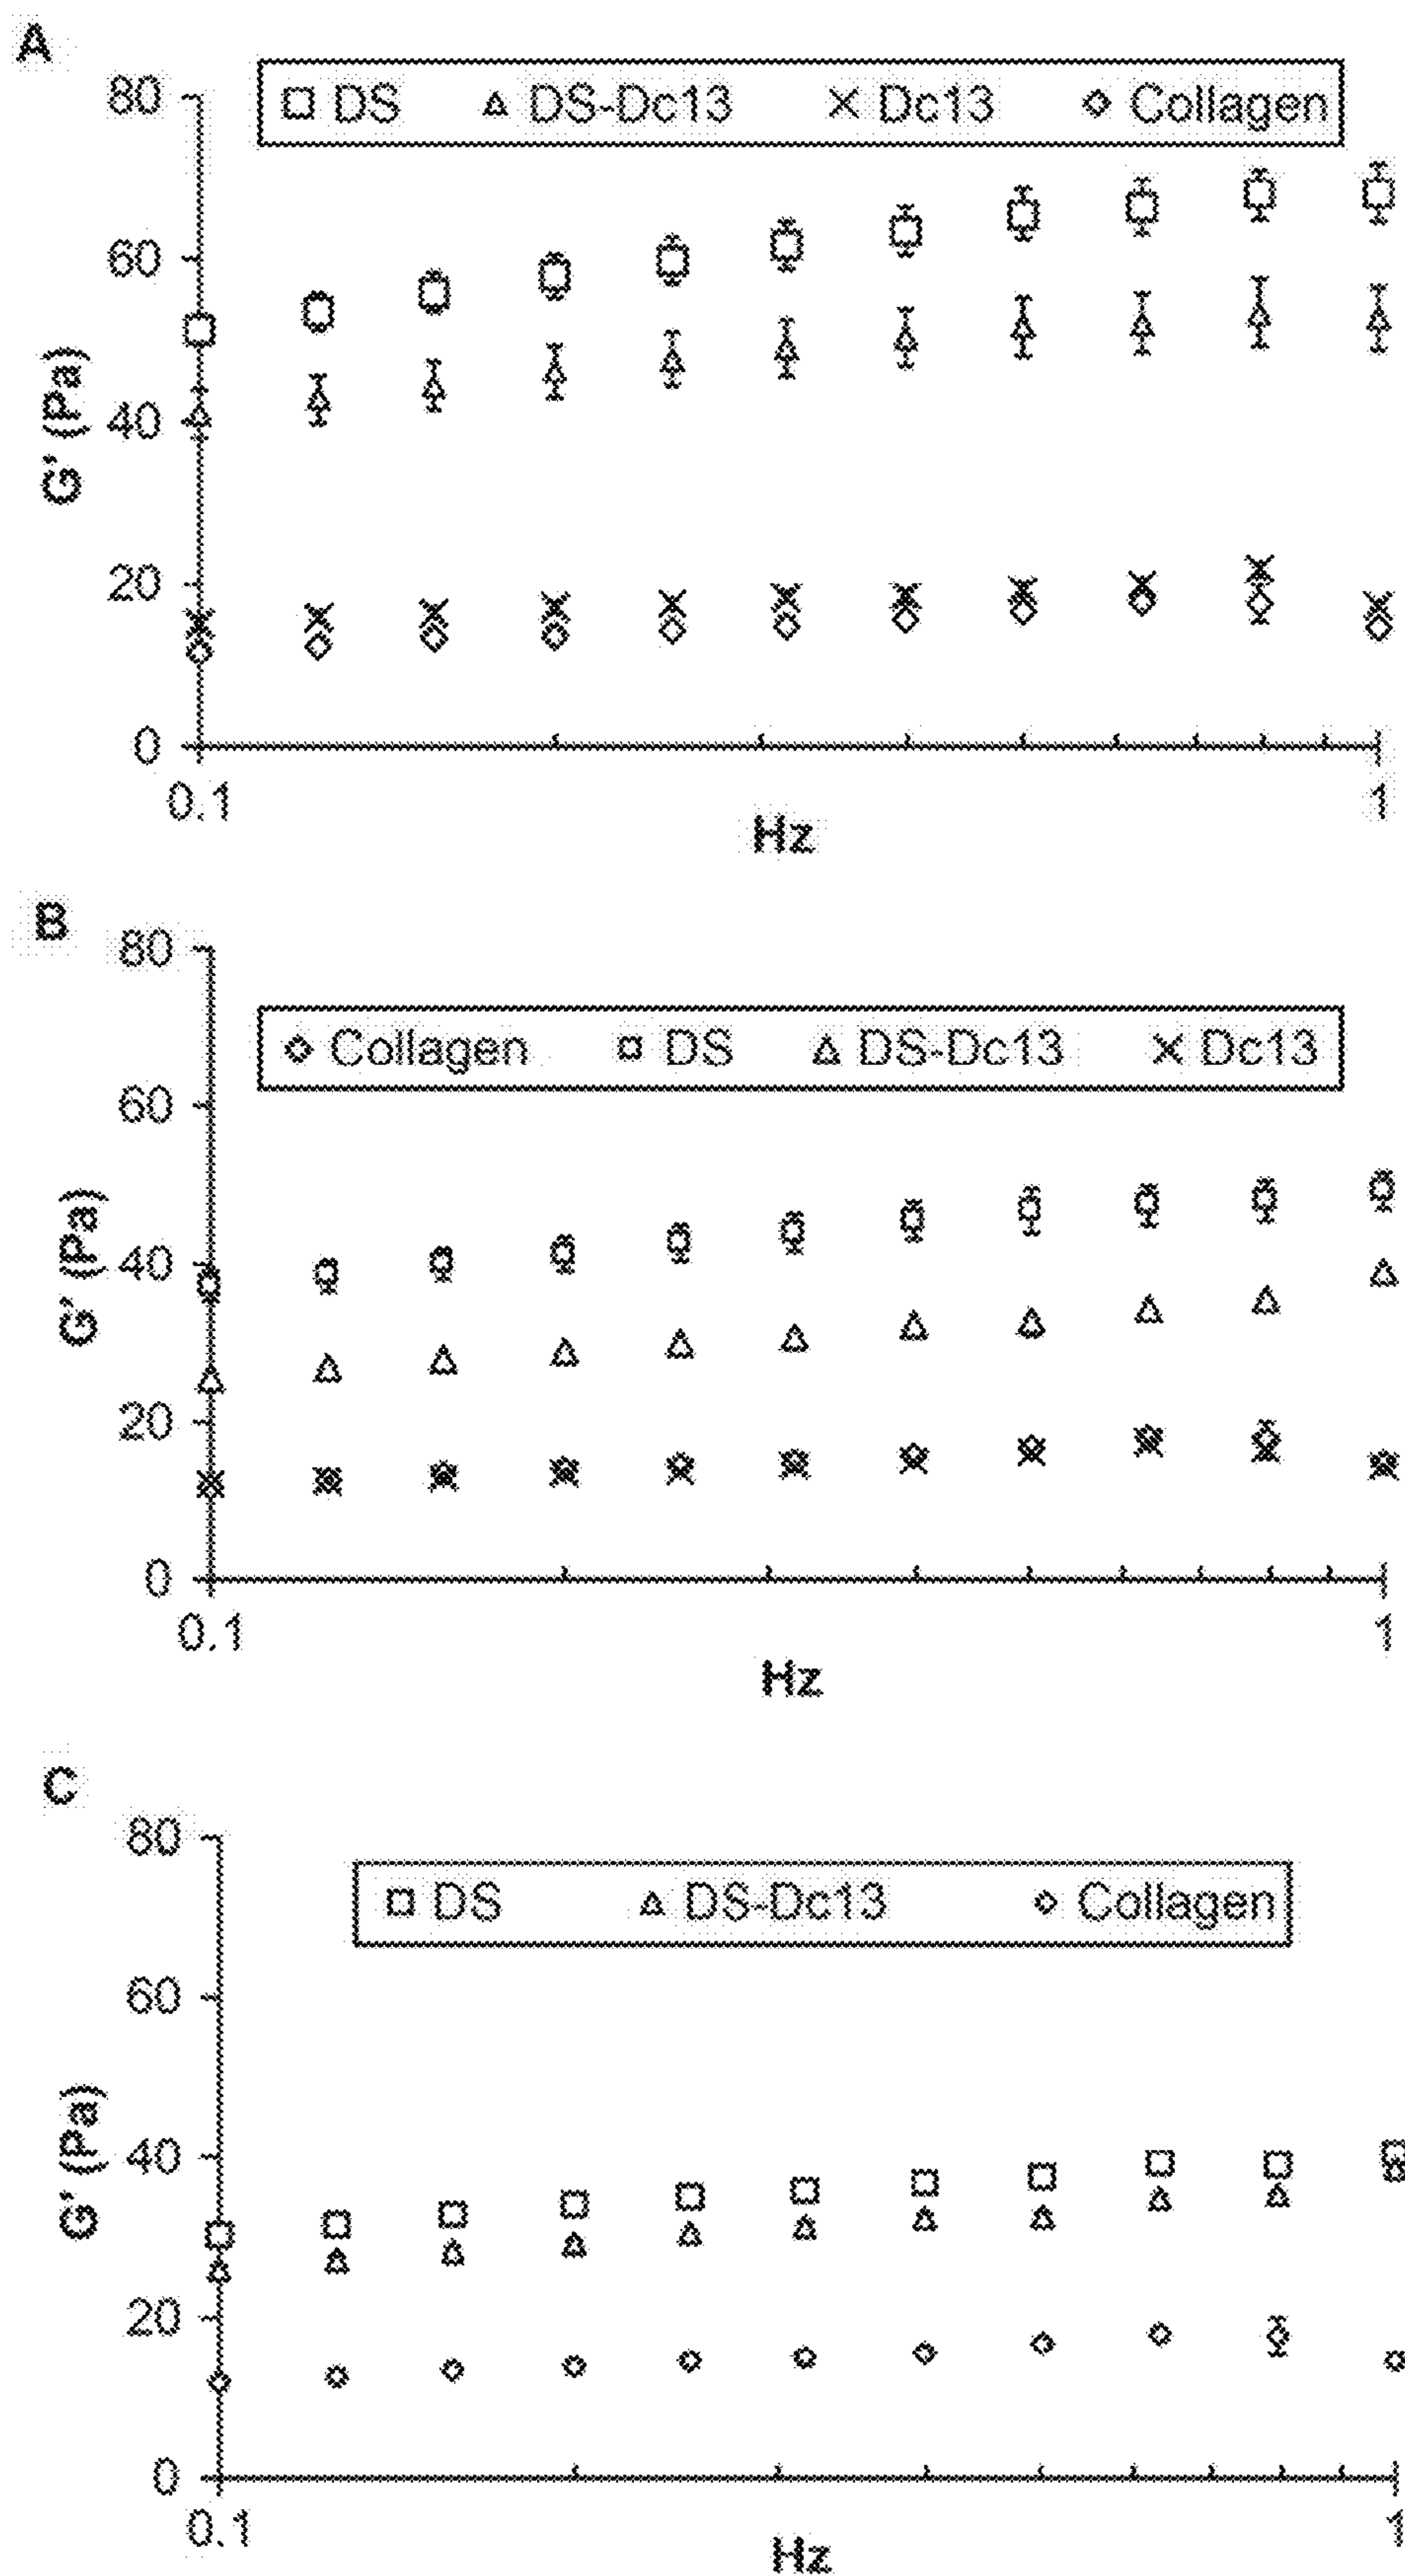 A
DS DS-Dc13 Dc13 Collagen
80
60
40
20
0
G' (Pa)
0.1 1
Hz
B
80
Collagen DS DS-Dc13 Dc13
60
40
20
0
G' (Pa)
0.1 1
Hz
C
80
DS DS-Dc13 Collagen
60
40
20
0
G' (Pa)
0.1 1
Hz